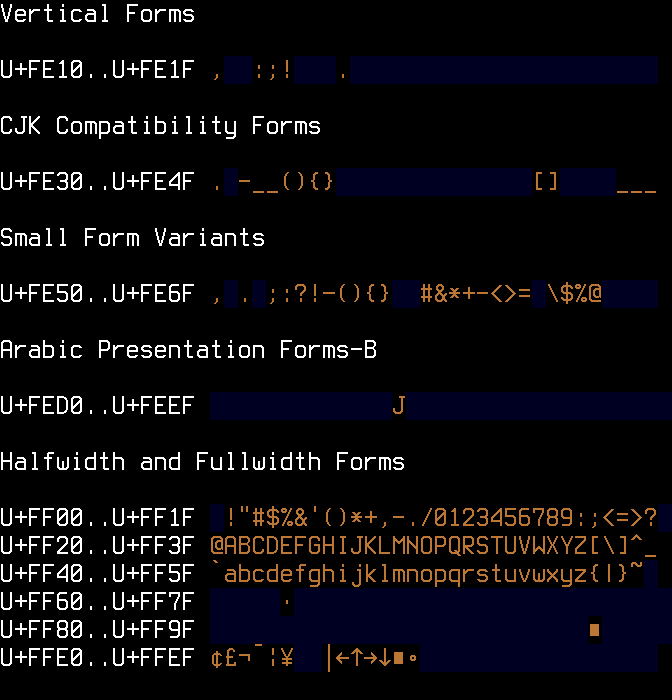 Vertical Forms
U+FE10..U+FE1F ,  :;!   .
CJK Compatibility Forms
U+FE30..U+FE4F . -__(){}              []    ___
Small Form Variants
U+FE50..U+FE6F , . ;:?!-(){}  #&*+-<>= \$%@
Arabic Presentation Forms-B
U+FED0..U+FEEF             J
Halfwidth and Fullwidth Forms
U+FF00..U+FF1F  !"#$%&'()*+,-./0123456789:;<=>?
U+FF20..U+FF3F @ABCDEFGHIJKLMNOPQRSTUVWXYZ[\]^_
U+FF40..U+FF5F `abcdefghijklmnopqrstuvwxyz{|}~
U+FF60..U+FF7F      ·
U+FF80..U+FF9F                            ■
U+FFE0..U+FFEF ¢£¬¯¦¥  │←↑→↓■∘